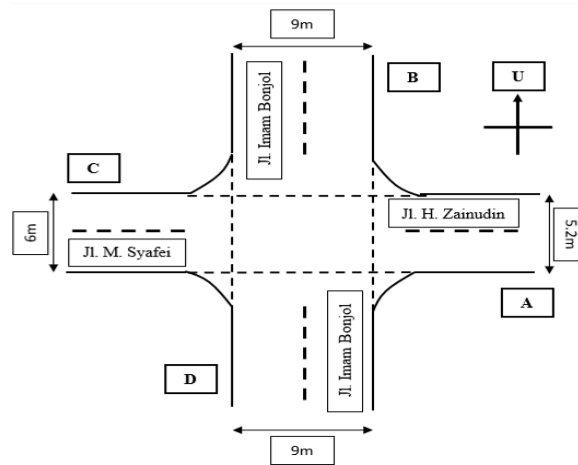 9m
B
U
Jl. Imam Bonjol
C
Jl. H. Zainudin
6m
5.2m
Jl. M. Syafei
A
Jl. Imam Bonjol
D
9m